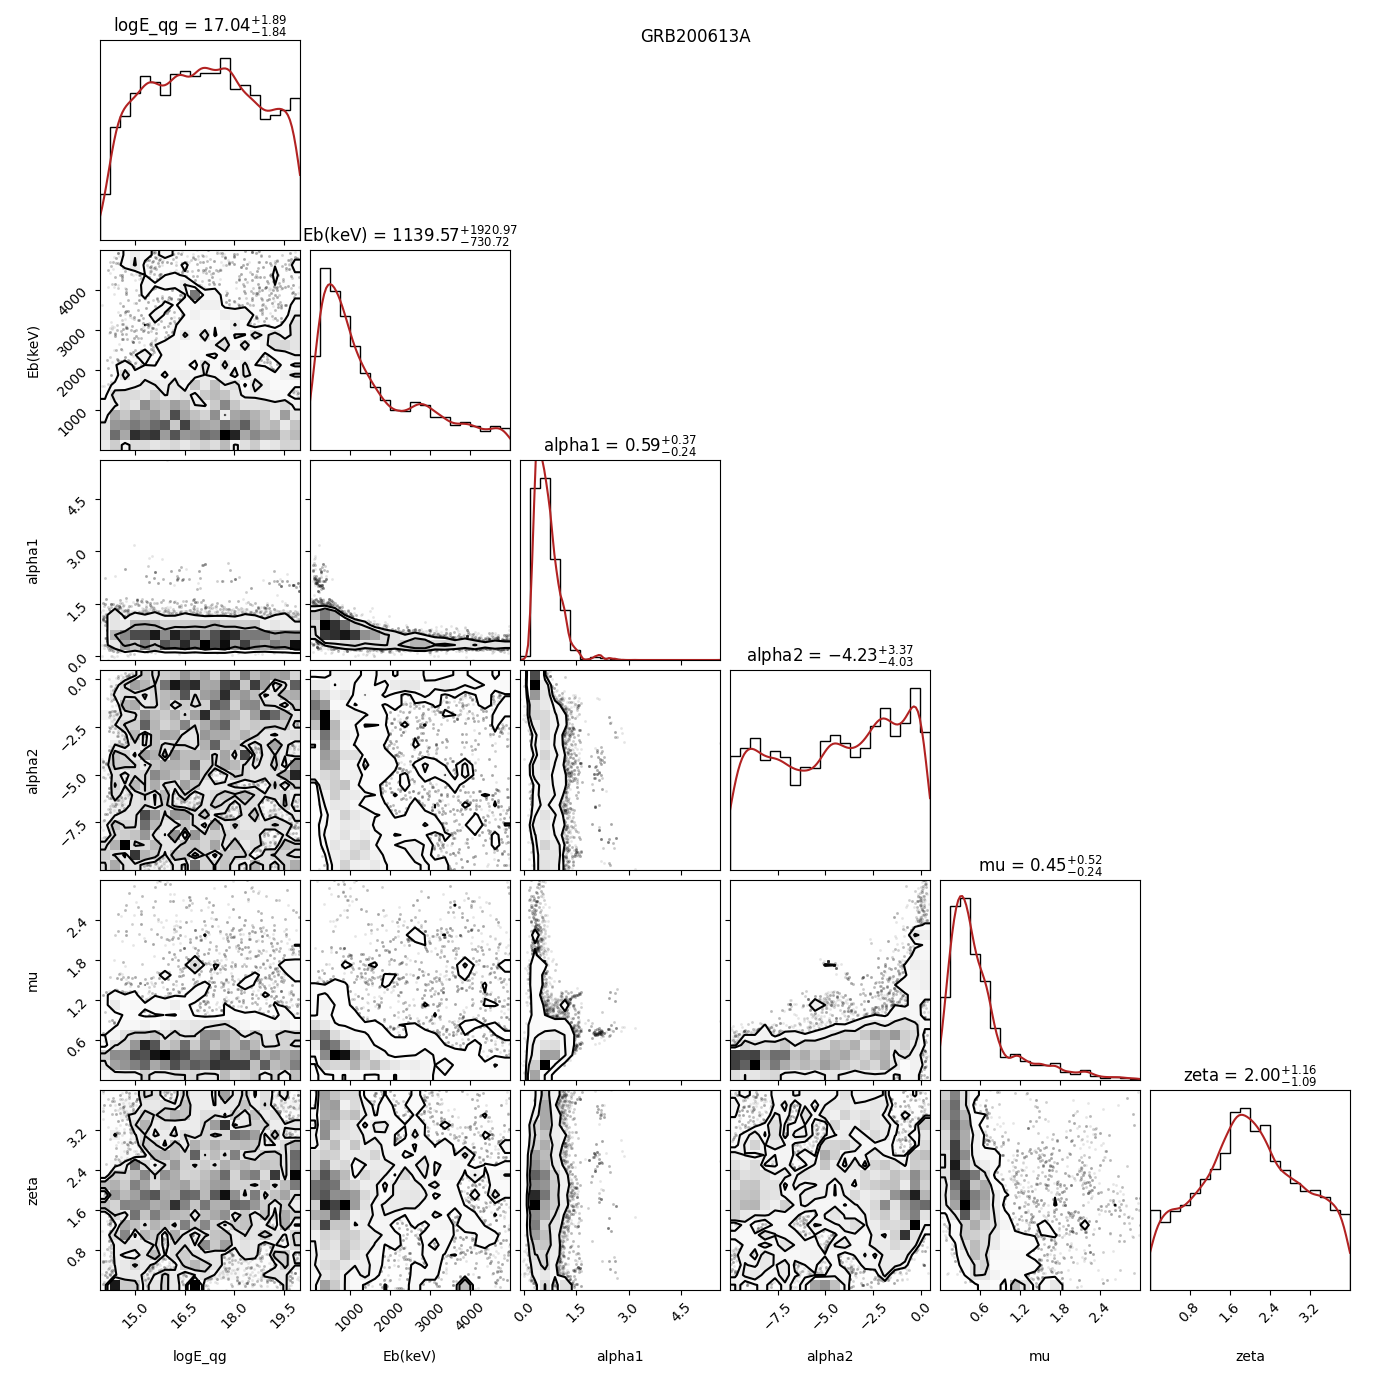 GRB200613A
logE_qg = 17.04+1.89 −1.84
Eb(keV) = 1139.57+1920.97 −730.72
Eb(keV)
4000
3000
2000
1000
alpha1 = 0.59+0.37 −0.24
alpha1
4.5
3.0
1.5
0.0
alpha2 = −4.23+3.37 −4.03
alpha2
0.0
−2.5
−5.0
−7.5
mu = 0.45+0.52 −0.24
mu
2.4
1.8
1.2
0.6
zeta = 2.00+1.16 −1.09
zeta
3.2
2.4
1.6
0.8
15.0 16.5 18.0 19.5
1000 2000 3000 4000
0.0 1.5 3.0 4.5
−7.5 −5.0 −2.5 0.0
0.6 1.2 1.8 2.4
0.8 1.6 2.4 3.2
logE_qg Eb(keV) alpha1 alpha2 mu zeta